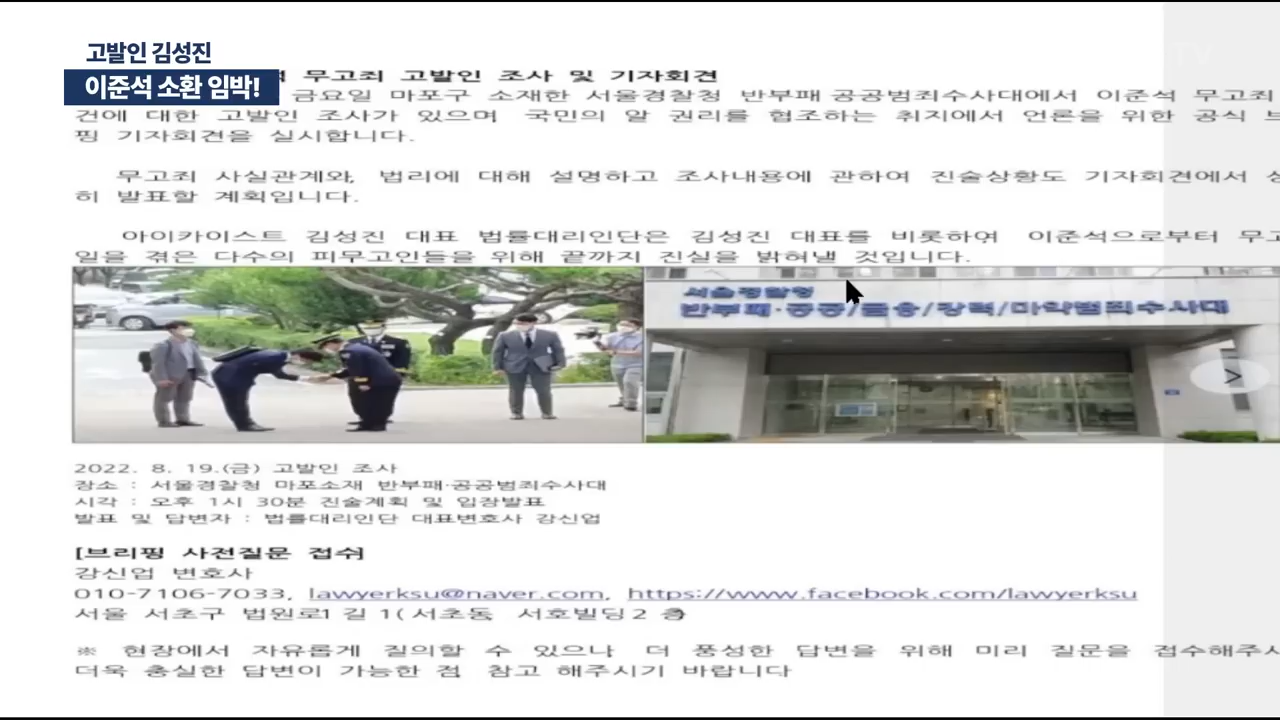 고발인 김성진
이준석 소환 임박!
무고죄 고발인 조사 및 기자회견
금요일 마포구 소재한 서울경찰청 반부패 공공범죄수사대에서 이준석 무고죄
건에 대한 고발인 조사가 있으며 국민의 알 권리를 협조하는 취지에서 언론을 위한 공식 브
핑 기자회견을 실시합니다.
무고죄 사실관계와, 법리에 대해 설명하고 조사내용에 관하여 진술상황도 기자회견에서 상
히 발표할 계획입니다.
아이카이스트 김성진 대표 법률대리인단은 김성진 대표를 비롯하여 이준석으로부터 무고
일을 겪은 다수의 피무고인들을 위해 끝까지 진실을 밝혀낼 것입니다.
서울경찰청
반부패·공공/금융/강력/마약범죄수사대
2022. 8. 19.(금) 고발인 조사
장소 : 서울경찰청 마포소재 반부패·공공범죄수사대
시각 : 오후 1시 30분 진술계획 및 입장발표
발표 및 답변자 : 법률대리인단 대표변호사 강신업
[브리핑 사전질문 접수]
강신업 변호사
010-7106-7033, lawyerksu@naver.com, https://www.facebook.com/lawyerksu
서울 서초구 법원로1길 1(서초동, 서호빌딩 2층)
※ 현장에서 자유롭게 질의할 수 있으나 더 풍성한 답변을 위해 미리 질문을 접수해주시
더욱 충실한 답변이 가능한 점 참고 해주시기 바랍니다